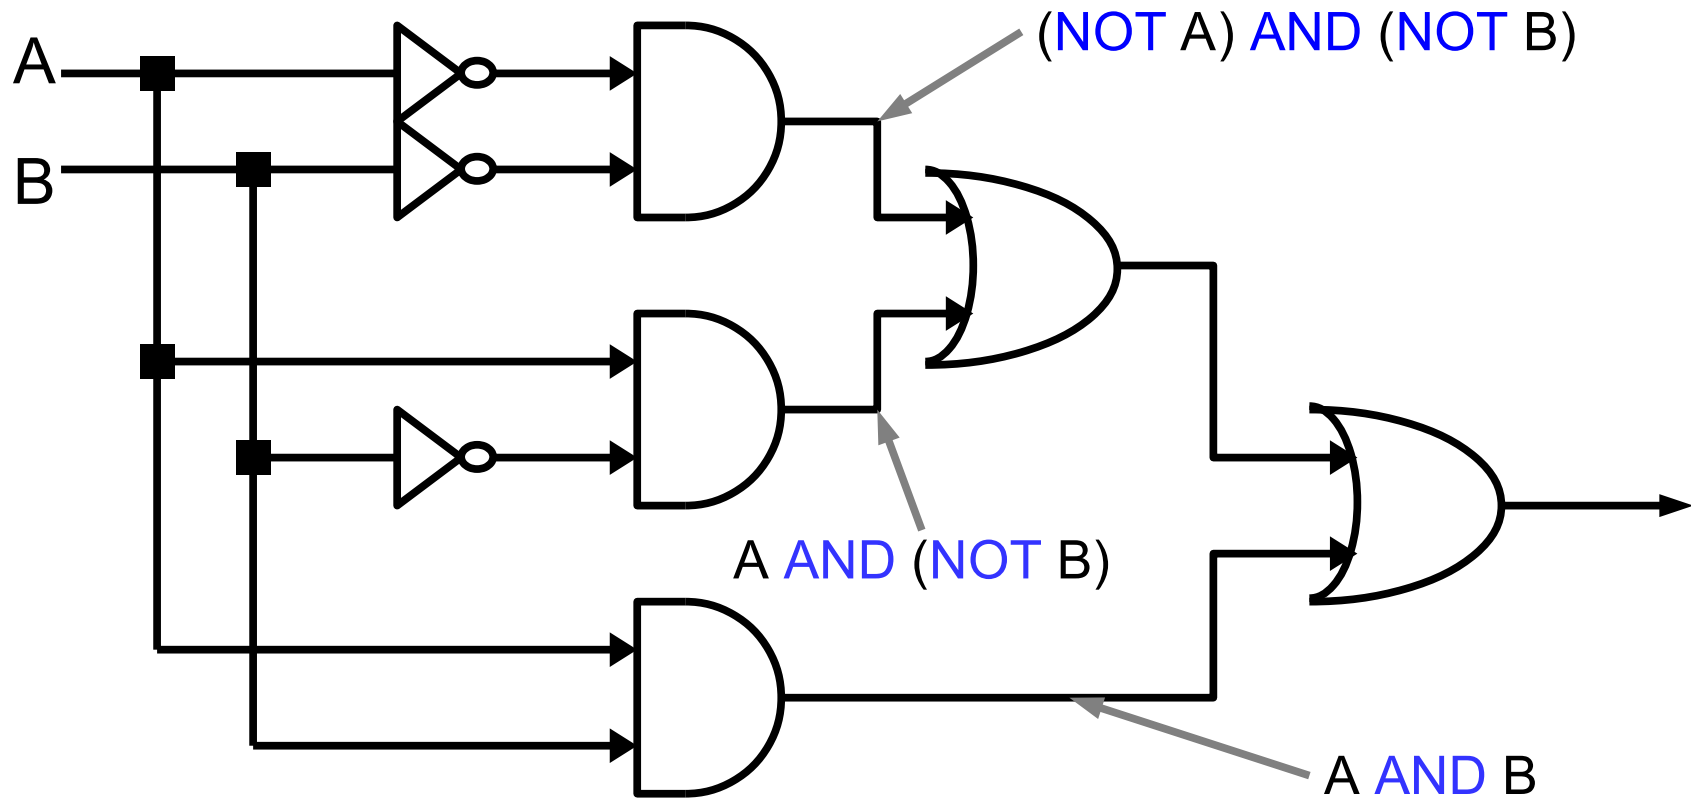 (NOT A) AND (NOT B)
A
B
A AND (NOT B)
A AND B